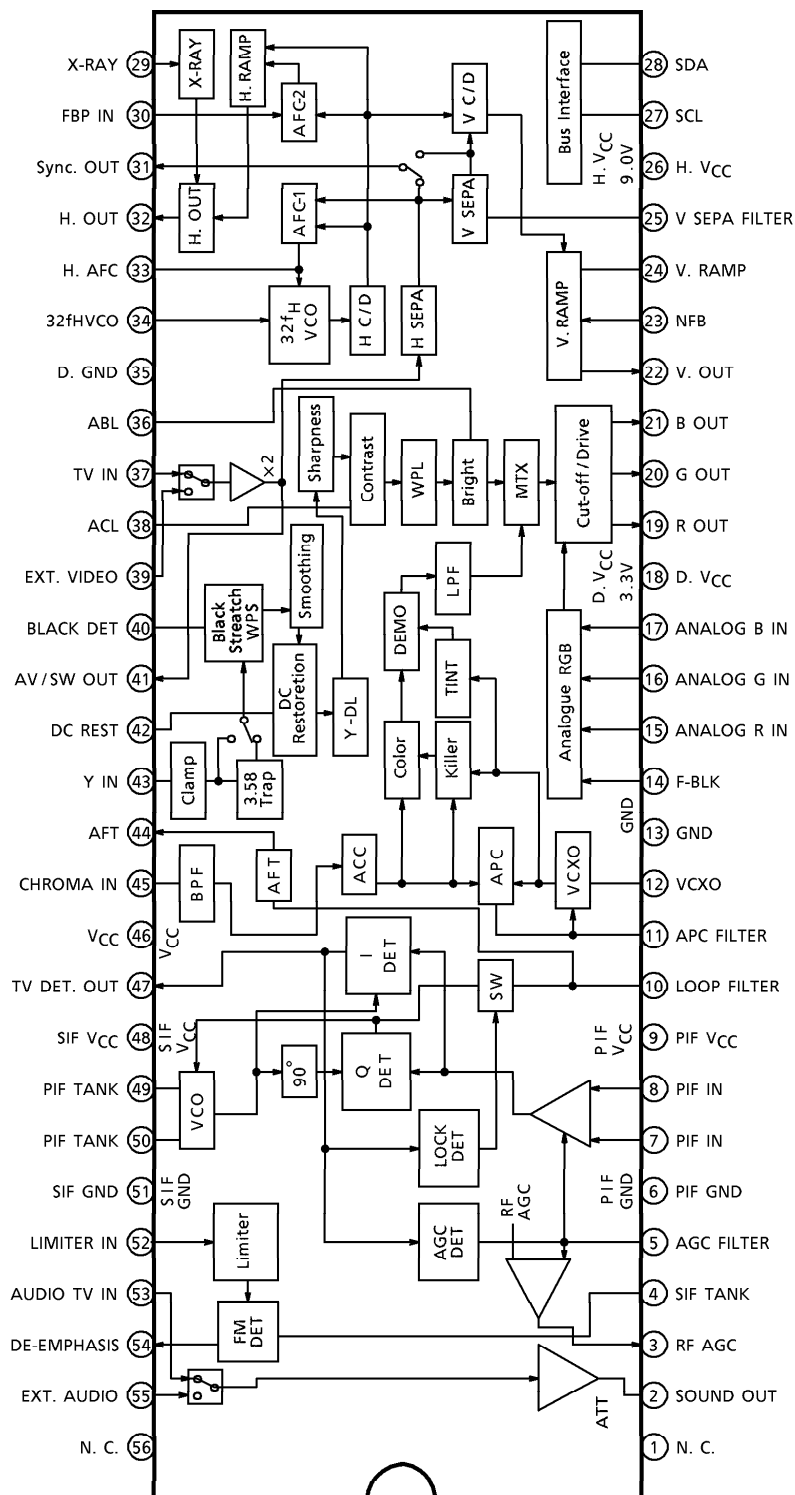 X-RAY 29
FBP IN 30
Sync. OUT 31
H. OUT 32
H. AFC 33
32fHVCO 34
D. GND 35
ABL 36
TV IN 37
ACL 38
EXT. VIDEO 39
BLACK DET 40
AV/SW OUT 41
DC REST 42
Y IN 43
AFT 44
CHROMA IN 45
VCC 46
TV DET. OUT 47
SIF VCC 48
PIF TANK 49
PIF TANK 50
SIF GND 51
LIMITER IN 52
AUDIO TV IN 53
DE-EMPHASIS 54
EXT. AUDIO 55
N. C. 56
X-RAY
H. RAMP
AFC-2
V C/D
Bus Interface
H. VCC
9.0V
H. OUT
AFC-1
V SEPA
32fH
VCO
H C/D
H SEPA
V. RAMP
×2
Sharpness
Contrast
WPL
Bright
MTX
Cut-off/Drive
D. VCC
3.3V
Smoothing
Black
Streatch
WPS
LPF
DEMO
TINT
DC
Restoretion
Y-DL
Color
Killer
Analogue RGB
Clamp
3.58
Trap
GND
BPF
AFT
ACC
APC
VCXO
VCC
I
DET
SW
SIF
VCC
PIF
VCC
VCO
90°
Q
DET
LOCK
DET
SIF
GND
PIF
GND
RF
AGC
Limiter
AGC
DET
FM
DET
ATT
28 SDA
27 SCL
26 H. VCC
25 V SEPA FILTER
24 V. RAMP
23 NFB
22 V. OUT
21 B OUT
20 G OUT
19 R OUT
18 D. VCC
17 ANALOG B IN
16 ANALOG G IN
15 ANALOG R IN
14 F-BLK
13 GND
12 VCXO
11 APC FILTER
10 LOOP FILTER
9 PIF VCC
8 PIF IN
7 PIF IN
6 PIF GND
5 AGC FILTER
4 SIF TANK
3 RF AGC
2 SOUND OUT
1 N. C.